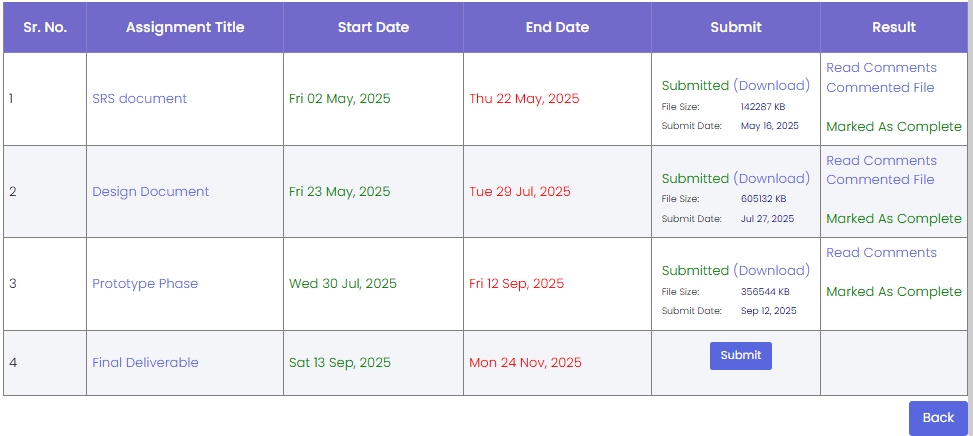 Sr. No. Assignment Title Start Date End Date Submit Result
1 SRS document Fri 02 May, 2025 Thu 22 May, 2025 Submitted (Download) Read Comments
File Size: 142287 KB Commented File
Submit Date: May 16, 2025 Marked As Complete
2 Design Document Fri 23 May, 2025 Tue 29 Jul, 2025 Submitted (Download) Read Comments
File Size: 605132 KB Commented File
Submit Date: Jul 27, 2025 Marked As Complete
3 Prototype Phase Wed 30 Jul, 2025 Fri 12 Sep, 2025 Submitted (Download) Read Comments
File Size: 356544 KB
Submit Date: Sep 12, 2025 Marked As Complete
4 Final Deliverable Sat 13 Sep, 2025 Mon 24 Nov, 2025 Submit
Back